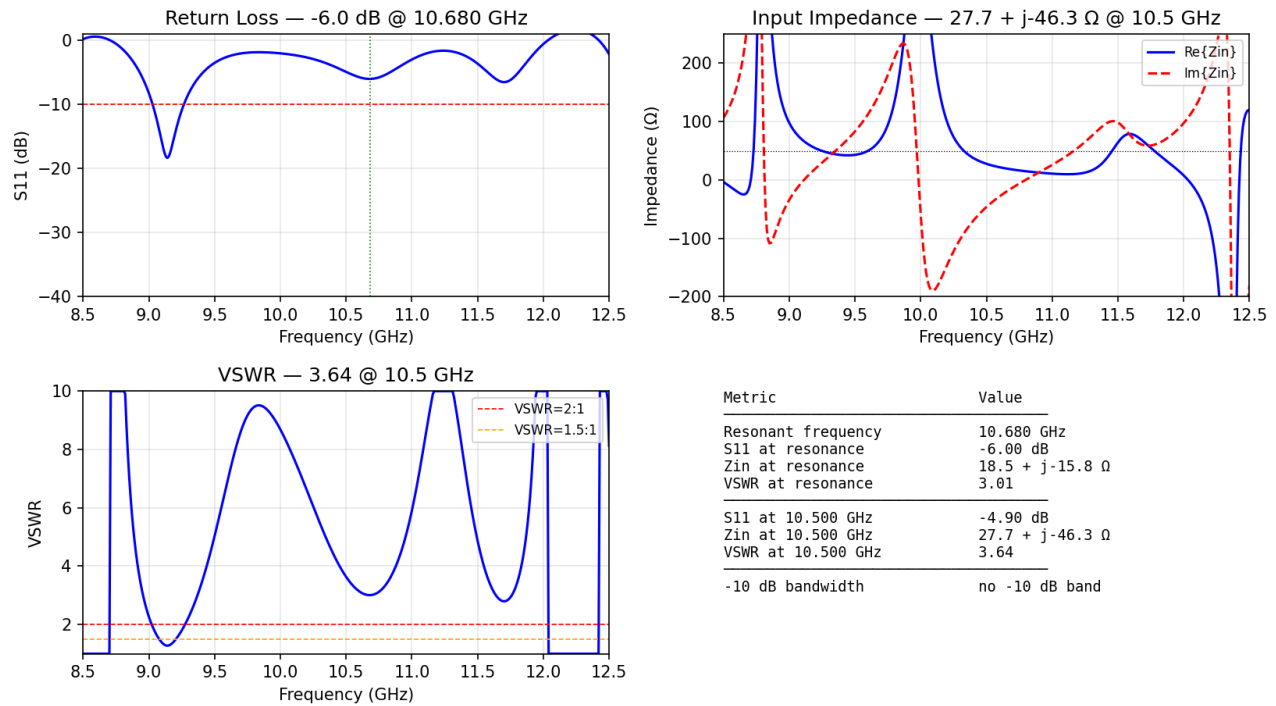 Return Loss — -6.0 dB @ 10.680 GHz
S11 (dB)
0
−10
−20
−30
−40
8.5 9.0 9.5 10.0 10.5 11.0 11.5 12.0 12.5
Frequency (GHz)
Input Impedance — 27.7 + j-46.3 Ω @ 10.5 GHz
Impedance (Ω)
200
100
0
−100
−200
Re{Zin}
Im{Zin}
8.5 9.0 9.5 10.0 10.5 11.0 11.5 12.0 12.5
Frequency (GHz)
VSWR — 3.64 @ 10.5 GHz
VSWR
10
8
6
4
2
VSWR=2:1
VSWR=1.5:1
8.5 9.0 9.5 10.0 10.5 11.0 11.5 12.0 12.5
Frequency (GHz)
Metric Value
Resonant frequency 10.680 GHz
S11 at resonance -6.00 dB
Zin at resonance 18.5 + j-15.8 Ω
VSWR at resonance 3.01
S11 at 10.500 GHz -4.90 dB
Zin at 10.500 GHz 27.7 + j-46.3 Ω
VSWR at 10.500 GHz 3.64
-10 dB bandwidth no -10 dB band